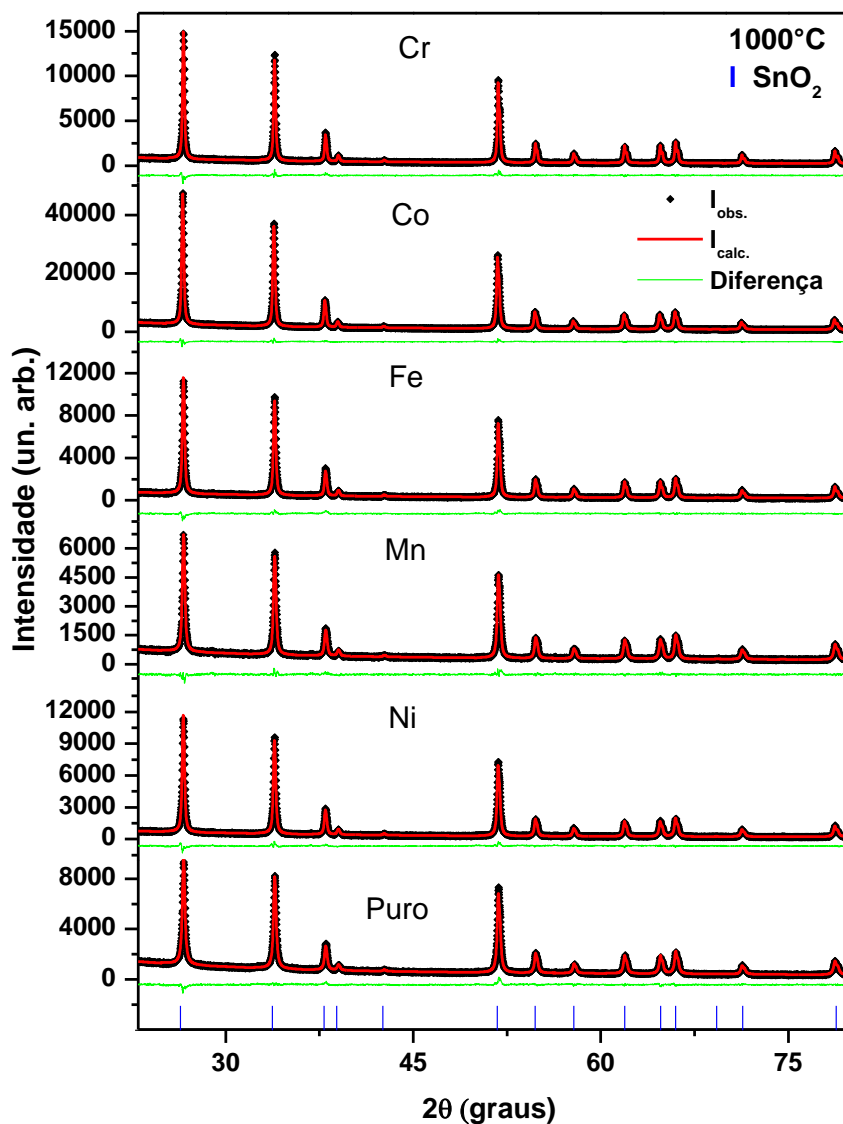 Intensidade (un. arb.)
15000
10000
5000
0
Cr
1000°C
I SnO₂
40000
20000
0
Co
I obs.
I calc.
Diferença
12000
8000
4000
0
Fe
6000
4500
3000
1500
0
Mn
12000
9000
6000
3000
0
Ni
8000
4000
0
Puro
30 45 60 75
2θ (graus)